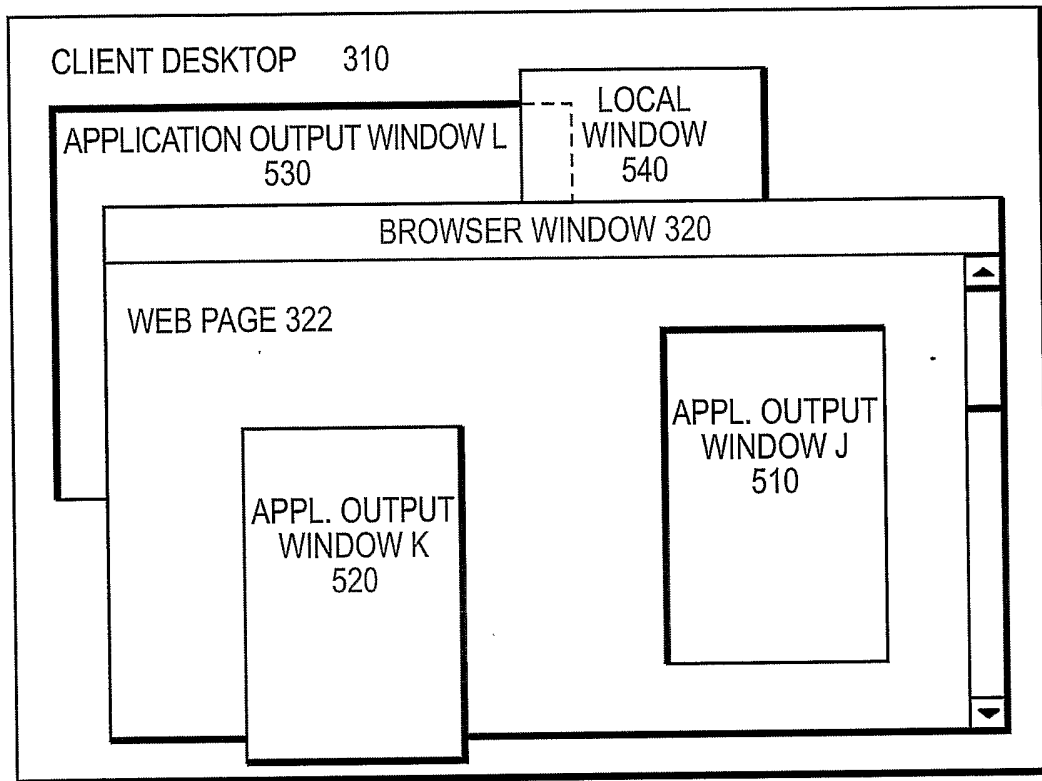 CLIENT DESKTOP 310
APPLICATION OUTPUT WINDOW L
530
LOCAL
WINDOW
540
BROWSER WINDOW 320
WEB PAGE 322
APPL. OUTPUT
WINDOW J
510
APPL. OUTPUT
WINDOW K
520